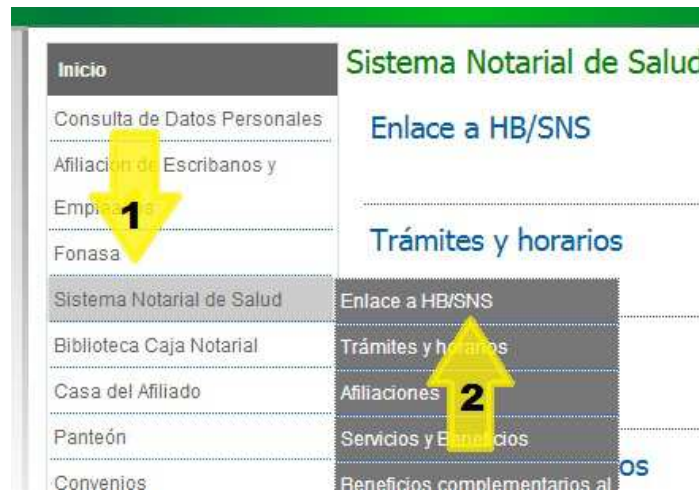 Inicio
Consulta de Datos Personales
Afiliación de Escribanos y
Empleados
Fonasa
Sistema Notarial de Salud
Biblioteca Caja Notarial
Casa del Afiliado
Panteón
Convenios
1
Enlace a HB/SNS
Trámites y horarios
Afiliaciones
Servicios y Beneficios
Beneficios complementarios al
2
Sistema Notarial de Salud
Enlace a HB/SNS
Trámites y horarios
os